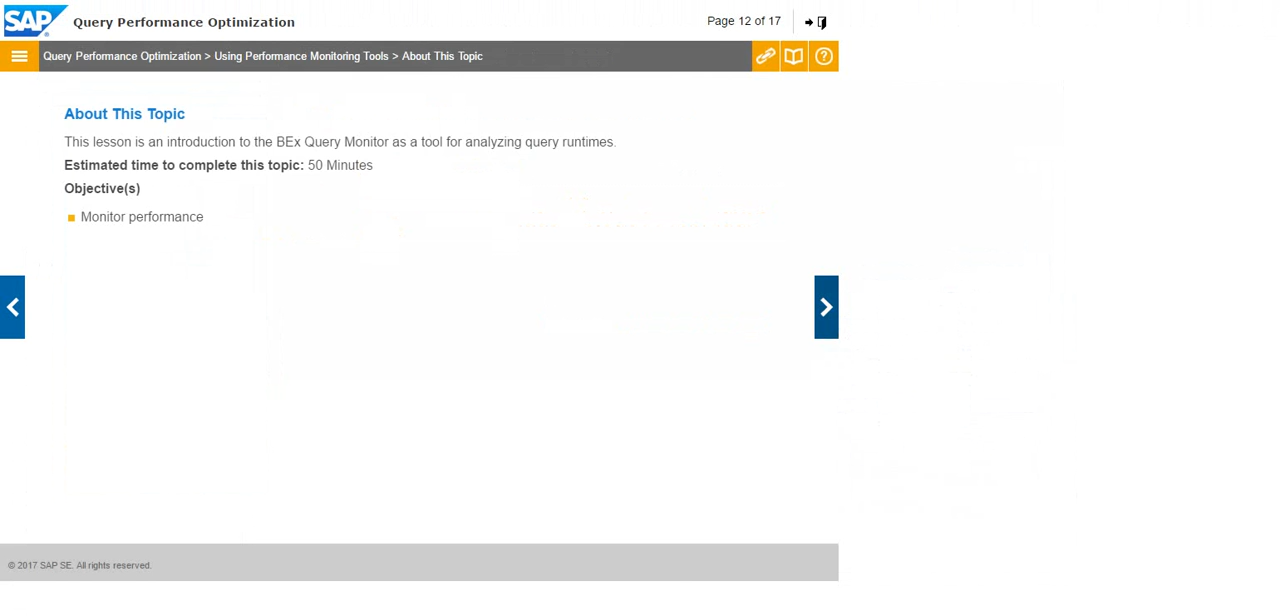 SAP Query Performance Optimization Page 12 of 17
Query Performance Optimization > Using Performance Monitoring Tools > About This Topic
About This Topic
This lesson is an introduction to the BEx Query Monitor as a tool for analyzing query runtimes.
Estimated time to complete this topic: 50 Minutes
Objective(s)
Monitor performance
© 2017 SAP SE. All rights reserved.